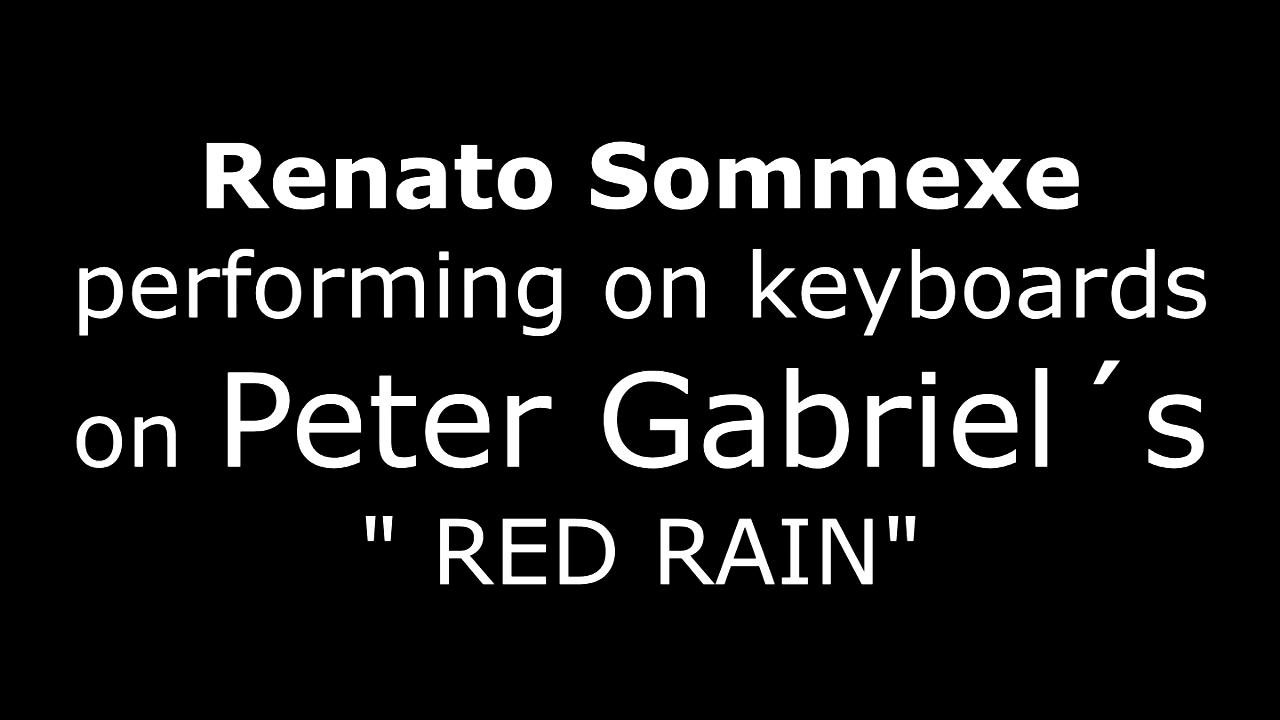 Renato Sommexe
performing on keyboards
on Peter Gabriel´s
" RED RAIN"